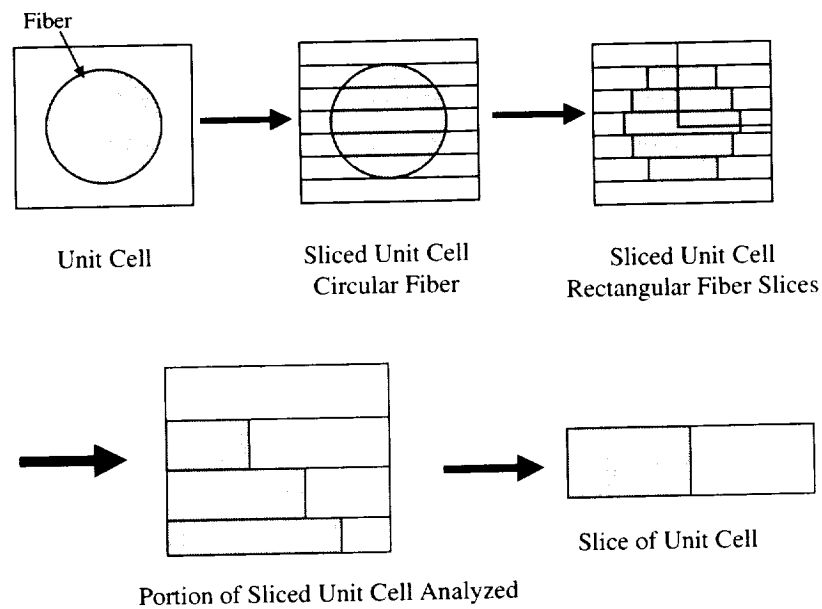 Fiber
Unit Cell
Sliced Unit Cell
Circular Fiber
Sliced Unit Cell
Rectangular Fiber Slices
Portion of Sliced Unit Cell Analyzed
Slice of Unit Cell